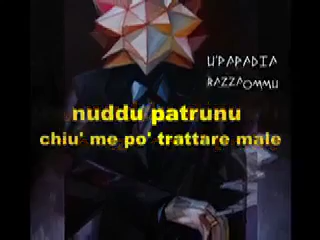 U'PAPADIA
RAZZAOMMU
nuddu patrunu
chiu' me po' trattare male